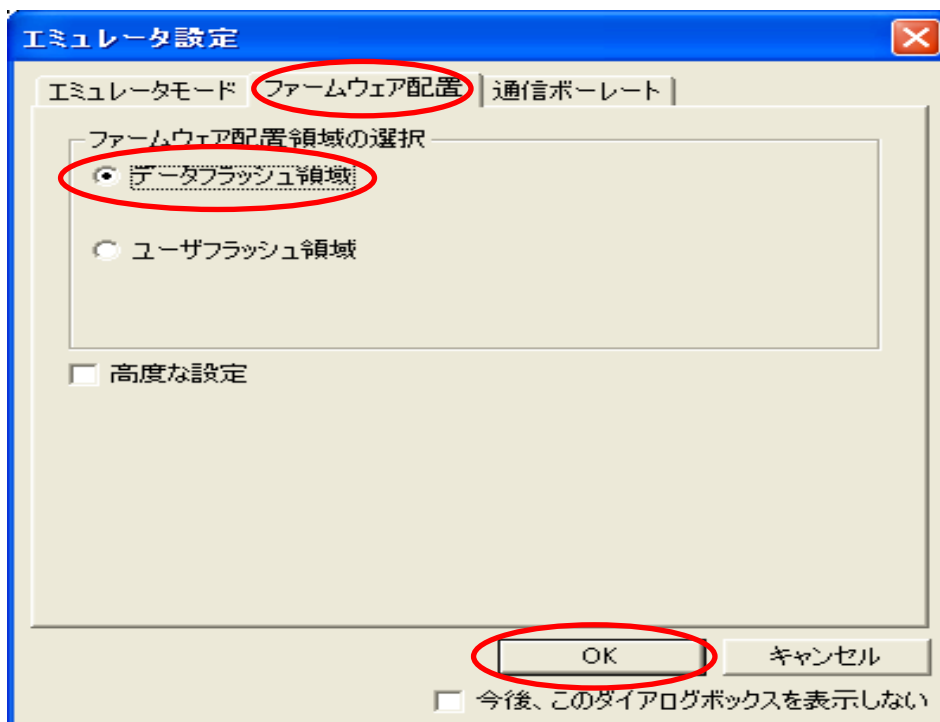 エミュレータ設定
エミュレータモード ファームウェア配置 通信ボーレート
ファームウェア配置領域の選択
データフラッシュ領域
ユーザフラッシュ領域
高度な設定
OK キャンセル
今後、このダイアログボックスを表示しない